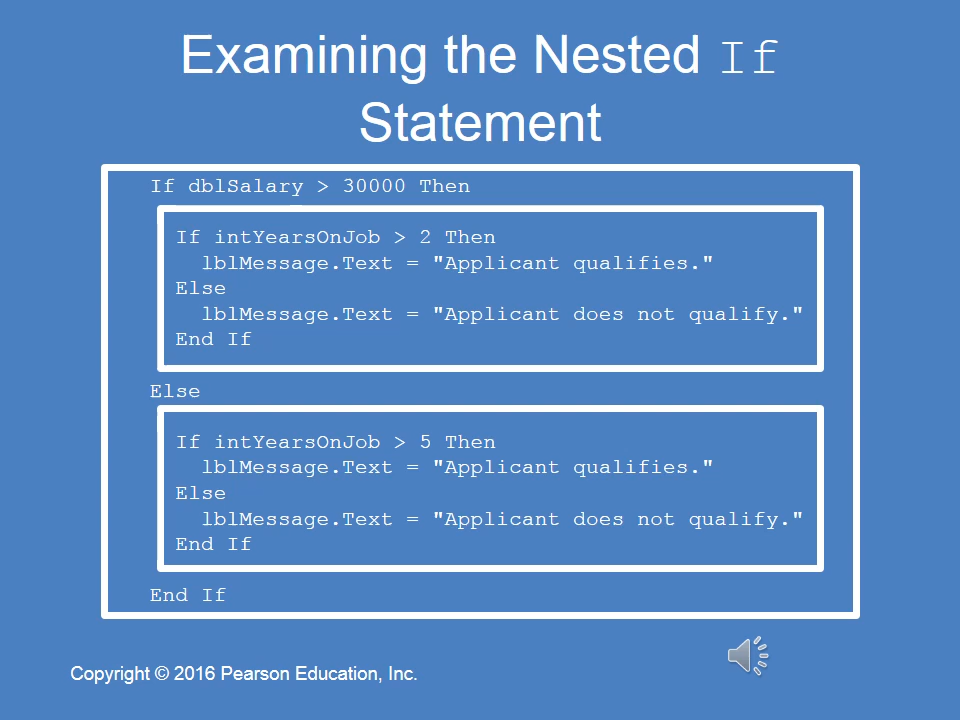 Examining the Nested If
Statement
If dblSalary > 30000 Then
If intYearsOnJob > 2 Then
lblMessage.Text = "Applicant qualifies."
Else
lblMessage.Text = "Applicant does not qualify."
End If
Else
If intYearsOnJob > 5 Then
lblMessage.Text = "Applicant qualifies."
Else
lblMessage.Text = "Applicant does not qualify."
End If
End If
Copyright © 2016 Pearson Education, Inc.